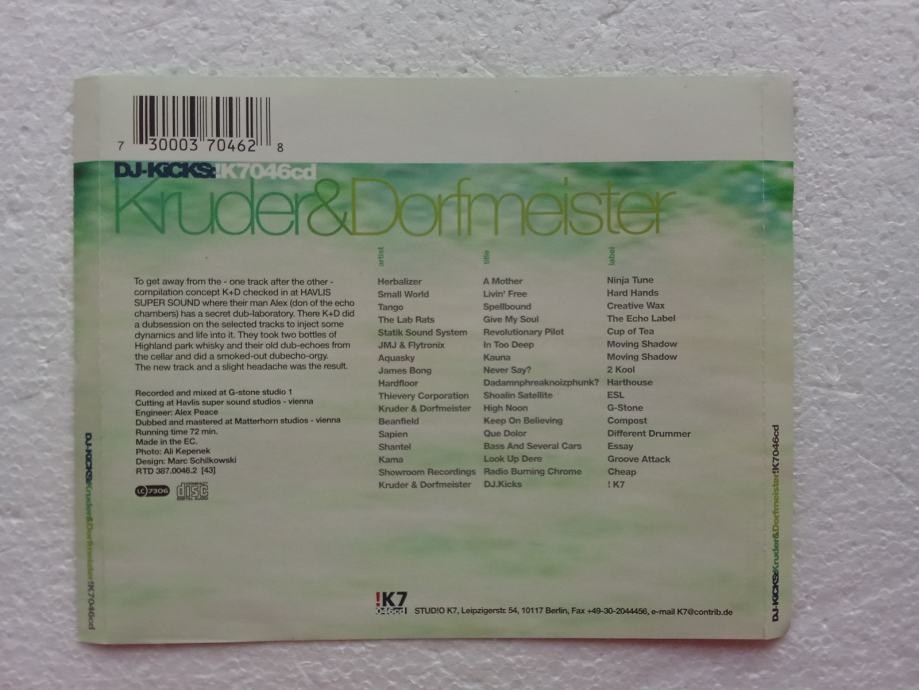 7 30003 70462 8
DJ-KiCKS:!K7046cd
Kruder&Dorfmeister
artist title label
To get away from the - one track after the other -
compilation concept K+D checked in at HAVLIS
SUPER SOUND where their man Alex (don of the echo
chambers) has a secret dub-laboratory. There K+D did
a dubsession on the selected tracks to inject some
dynamics and life into it. They took two bottles of
Highland park whisky and their old dub-echoes from
the cellar and did a smoked-out dubecho-orgy.
The new track and a slight headache was the result.
Recorded and mixed at G-stone studio 1
Cutting at Havlis super sound studios - vienna
Engineer: Alex Peace
Dubbed and mastered at Matterhorn studios - vienna
Running time 72 min.
Made in the EC.
Photo: Ali Kepenek
Design: Marc Schilkowski
RTD 387.0046.2 [43]
LC 7306 disc
Herbalizer A Mother Ninja Tune
Small World Livin' Free Hard Hands
Tango Spellbound Creative Wax
The Lab Rats Give My Soul The Echo Label
Statik Sound System Revolutionary Pilot Cup of Tea
JMJ & Flytronix In Too Deep Moving Shadow
Aquasky Kauna Moving Shadow
James Bong Never Say? 2 Kool
Hardfloor Dadamnphreaknoizphunk? Harthouse
Thievery Corporation Shoalin Satellite ESL
Kruder & Dorfmeister High Noon G-Stone
Beanfield Keep On Believing Compost
Sapien Que Dolor Different Drummer
Shantel Bass And Several Cars Essay
Kama Look Up Dere Groove Attack
Showroom Recordings Radio Burning Chrome Cheap
Kruder & Dorfmeister DJ.Kicks ! K7
!K7
046cd
STUD!O K7, Leipzigerstr. 54, 10117 Berlin, Fax +49-30-2044456, e-mail K7@contrib.de
DJ-KiCKS:Kruder&Dorfmeister!K7046cd
DJ-KiCKS:Kruder&Dorfmeister!K7046cd